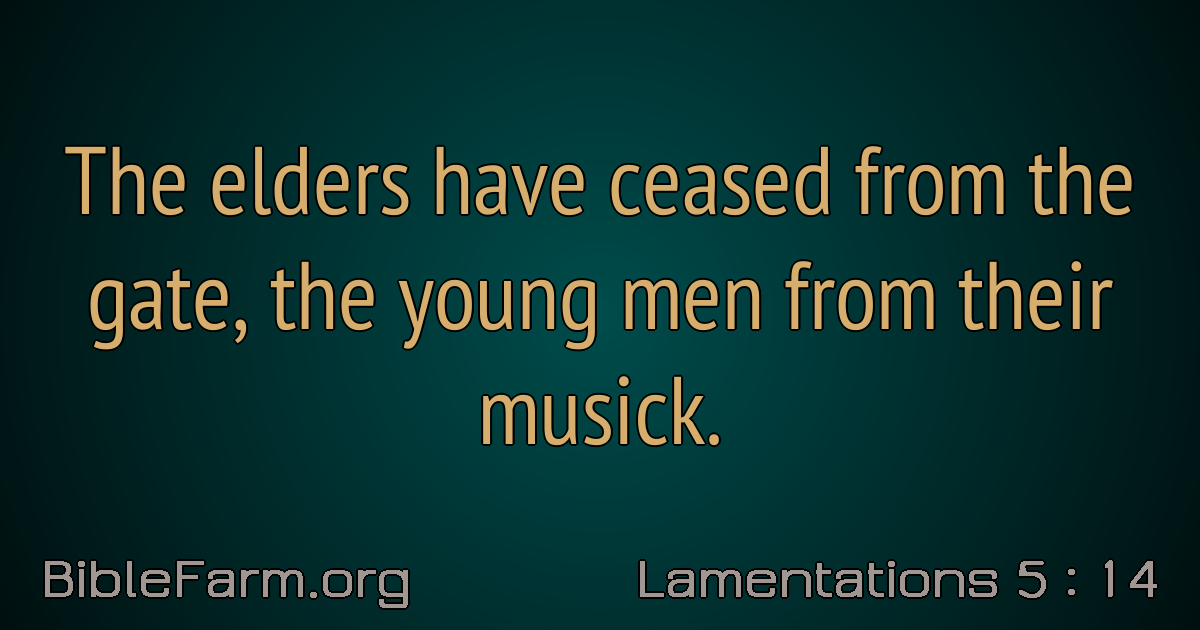 The elders have ceased from the
gate, the young men from their
musick.
BibleFarm.org
Lamentations 5 : 14